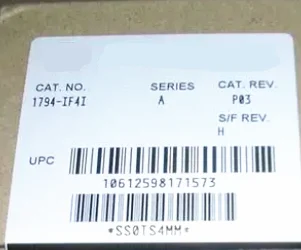 CAT. NO. SERIES CAT. REV.
1794-IF4I A P03
S/F REV.
H
UPC
10612598171573
*SS0TS4MM*